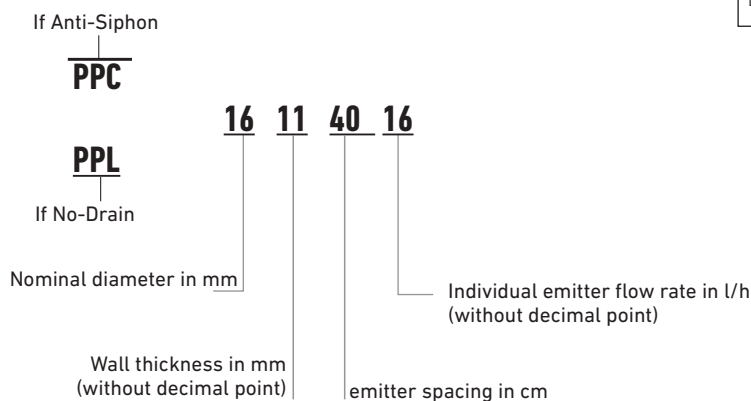 If Anti-Siphon
PPC
16 11 40 16
PPL
If No-Drain
Nominal diameter in mm
Individual emitter flow rate in l/h
(without decimal point)
Wall thickness in mm
(without decimal point)
emitter spacing in cm